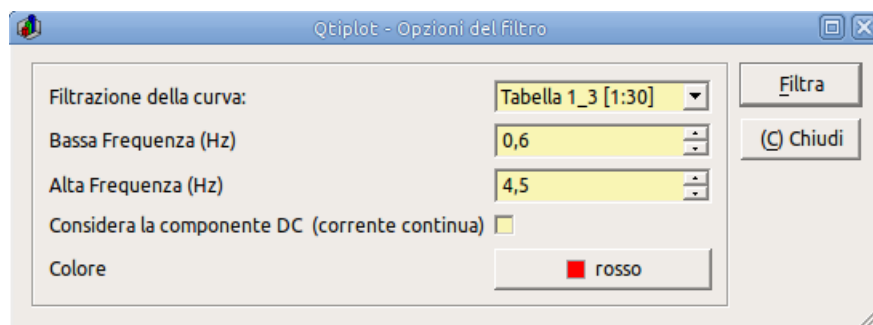 Qtiplot - Opzioni del filtro
Filtrazione della curva: Tabella 1_3 [1:30] Filtra
Bassa Frequenza (Hz) 0,6 (C) Chiudi
Alta Frequenza (Hz) 4,5
Considera la componente DC (corrente continua)
Colore rosso